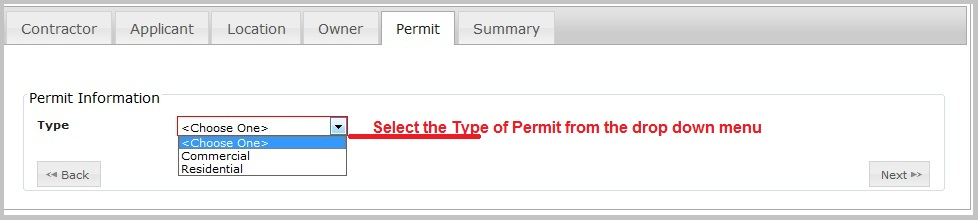 Contractor Applicant Location Owner Permit Summary
Permit Information
Type <Choose One> Select the Type of Permit from the drop down menu
<Choose One>
Commercial
Residential
Back Next